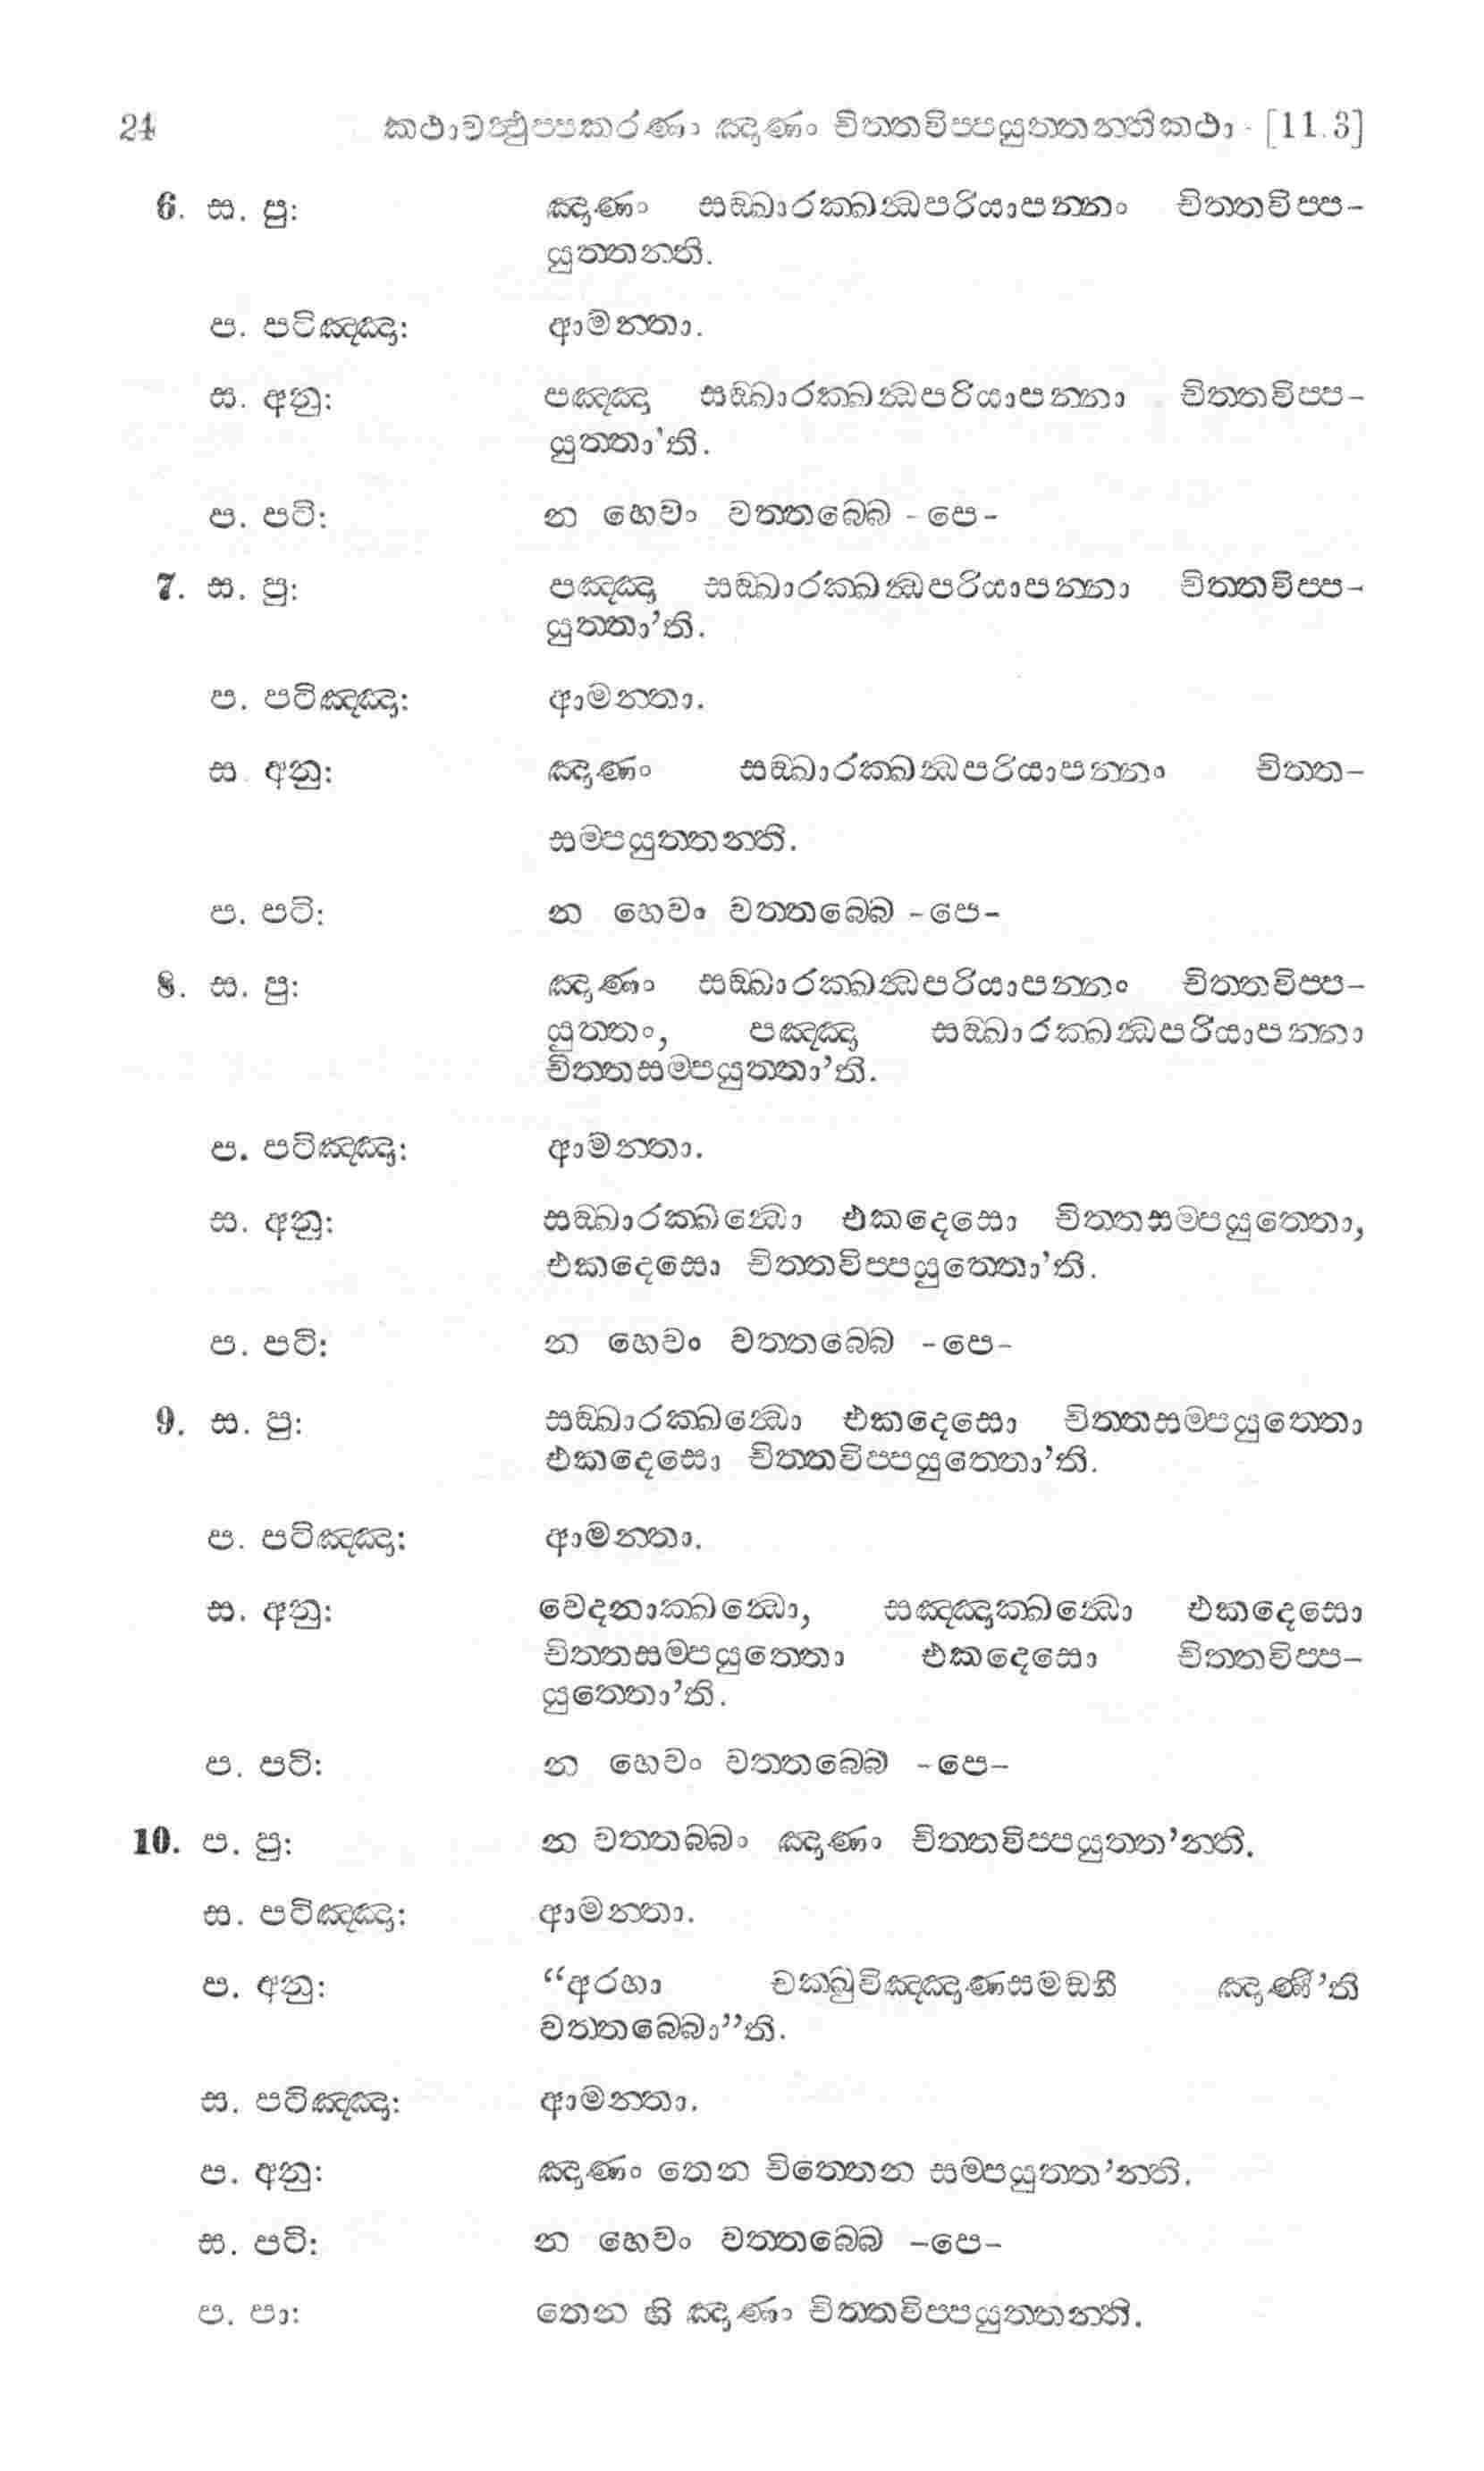 24 කථාවත්ථුප්පකරණං ඤාණං චිත්තවිප්පයුත්තන්තිකථා - [11.3]
6. ස. පු: ඤාණං සඞ්ඛාරක්ඛන්ධපරියාපන්නං චිත්තවිප්ප-
යුත්තන්ති.
ප. පටිඤ්ඤා: ආමන්තා.
ස. අනු: පඤ්ඤා සඞ්ඛාරක්ඛන්ධපරියාපන්නා චිත්තවිප්ප-
යුත්තා'ති.
ප. පටි: න හෙවං වත්තබ්බෙ -පෙ-
7. ස. පු: පඤ්ඤා සඞ්ඛාරක්ඛන්ධපරියාපන්නා චිත්තවිප්ප-
යුත්තා'ති.
ප. පටිඤ්ඤා: ආමන්තා.
ස. අනු: ඤාණං සඞ්ඛාරක්ඛන්ධපරියාපන්නං චිත්ත-
සම්පයුත්තන්ති.
ප. පටි: න හෙවං වත්තබ්බෙ -පෙ-
8. ස. පු: ඤාණං සඞ්ඛාරක්ඛන්ධපරියාපන්නං චිත්තවිප්ප-
යුත්තං, පඤ්ඤා සඞ්ඛාරක්ඛන්ධපරියාපන්නා
චිත්තසම්පයුත්තා'ති.
ප. පටිඤ්ඤා: ආමන්තා.
ස. අනු: සඞ්ඛාරක්ඛන්ධො එකදෙසො චිත්තසම්පයුත්තො,
එකදෙසො චිත්තවිප්පයුත්තො'ති.
ප. පටි: න හෙවං වත්තබ්බෙ -පෙ-
9. ස. පු: සඞ්ඛාරක්ඛන්ධො එකදෙසො චිත්තසම්පයුත්තො
එකදෙසො චිත්තවිප්පයුත්තො'ති.
ප. පටිඤ්ඤා: ආමන්තා.
ස. අනු: වෙදනාක්ඛන්ධො, සඤ්ඤාක්ඛන්ධො එකදෙසො
චිත්තසම්පයුත්තො එකදෙසො චිත්තවිප්ප-
යුත්තො'ති.
ප. පටි: න හෙවං වත්තබ්බෙ -පෙ-
10. ප. පු: න වත්තබ්බං ඤාණං චිත්තවිප්පයුත්ත'න්ති.
ස. පටිඤ්ඤා: ආමන්තා.
ප. අනු: “අරහා චක්ඛුවිඤ්ඤාණසමඞ්ගී ඤාණී'ති
වත්තබ්බො”ති.
ස. පටිඤ්ඤා: ආමන්තා.
ප. අනු: ඤාණං තෙන චිත්තෙන සම්පයුත්ත'න්ති.
ස. පටි: න හෙවං වත්තබ්බෙ -පෙ-
ප. පා: තෙන හි ඤාණං චිත්තවිප්පයුත්තන්ති.